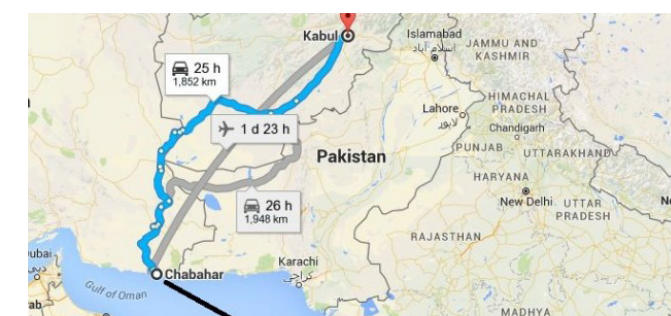 Kabul
Islamabad
اسلام آباد
JAMMU AND
KASHMIR
25 h
1,852 km
HIMACHAL
PRADESH
Lahore
لاہور
Chandigarh
1 d 23 h
PUNJAB
UTTARAKHAND
Pakistan
HARYANA
26 h
1,948 km
New Delhi
UTTAR
PRADESH
Ne
RAJASTHAN
Dubai
Karachi
کراچی
Chabahar
Gulf of Oman
MADHYA